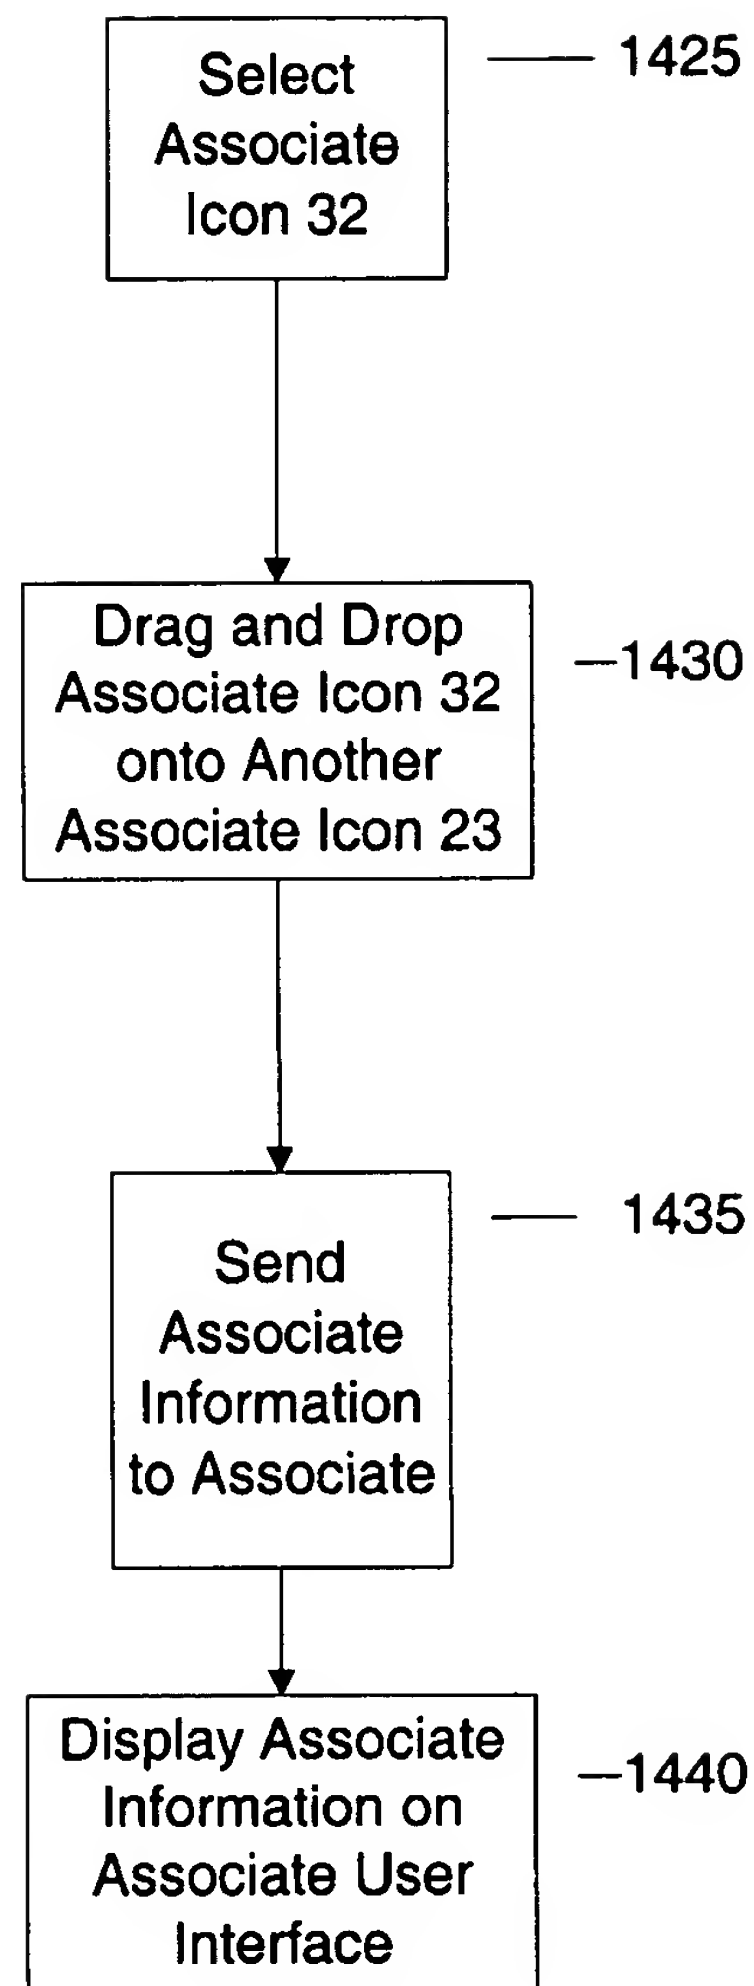 Select
Associate
Icon 32
1425
Drag and Drop
Associate Icon 32
onto Another
Associate Icon 23
1430
Send
Associate
Information
to Associate
1435
Display Associate
Information on
Associate User
Interface
1440